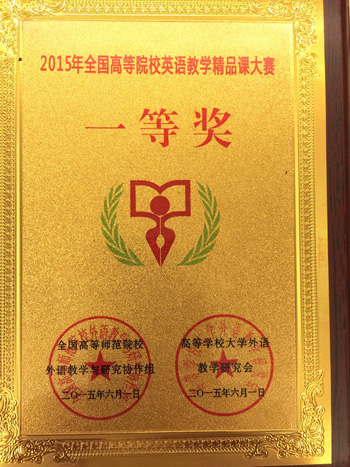 2015年全国高等院校英语教学精品课大赛
一等奖
全国高等师范院校
外语教学与研究协作组
二〇一五年六月一日
高等学校大学外语
教学研究会
二〇一五年六月一日